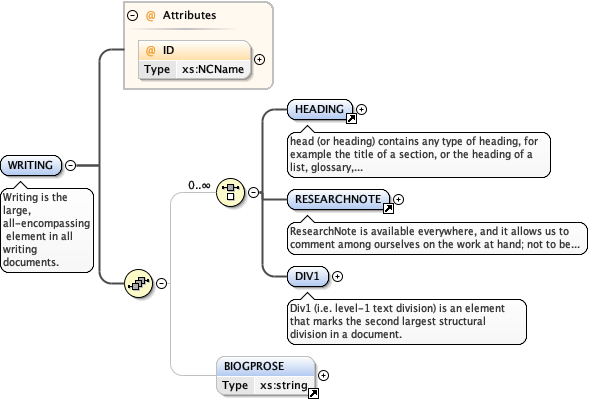 Attributes
@ ID
Type xs:NCName
WRITING
Writing is the
large,
all-encompassing
element in all
writing
documents.
0..∞
HEADING
head (or heading) contains any type of heading, for
example the title of a section, or the heading of a
list, glossary,...
RESEARCHNOTE
ResearchNote is available everywhere, and it allows us to
comment among ourselves on the work at hand; not to be...
DIV1
Div1 (i.e. level-1 text division) is an element
that marks the second largest structural
division in a document.
BIOGPROSE
Type xs:string